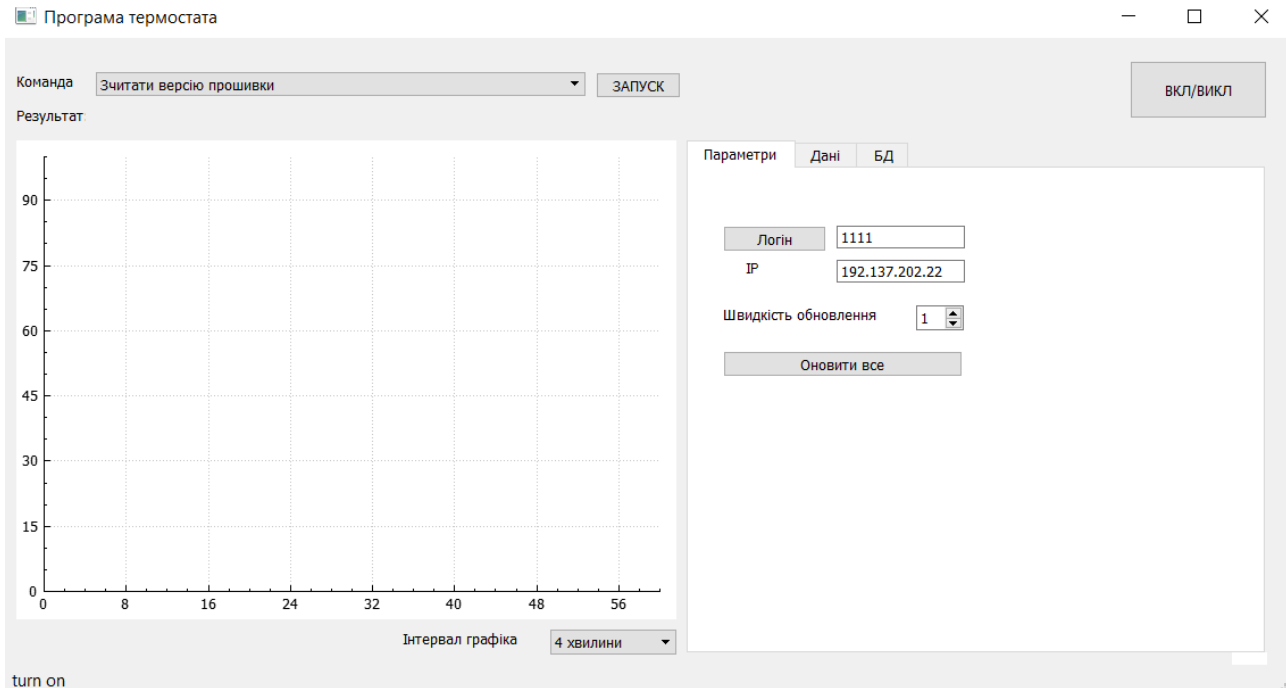 Програма термостата
Команда Зчитати версію прошивки ЗАПУСК ВКЛ/ВИКЛ
Результат:
Параметри Дані БД
Логін 1111
IP 192.137.202.22
Швидкість обновлення 1
Оновити все
90
75
60
45
30
15
0
0 8 16 24 32 40 48 56
Інтервал графіка 4 хвилини
turn on